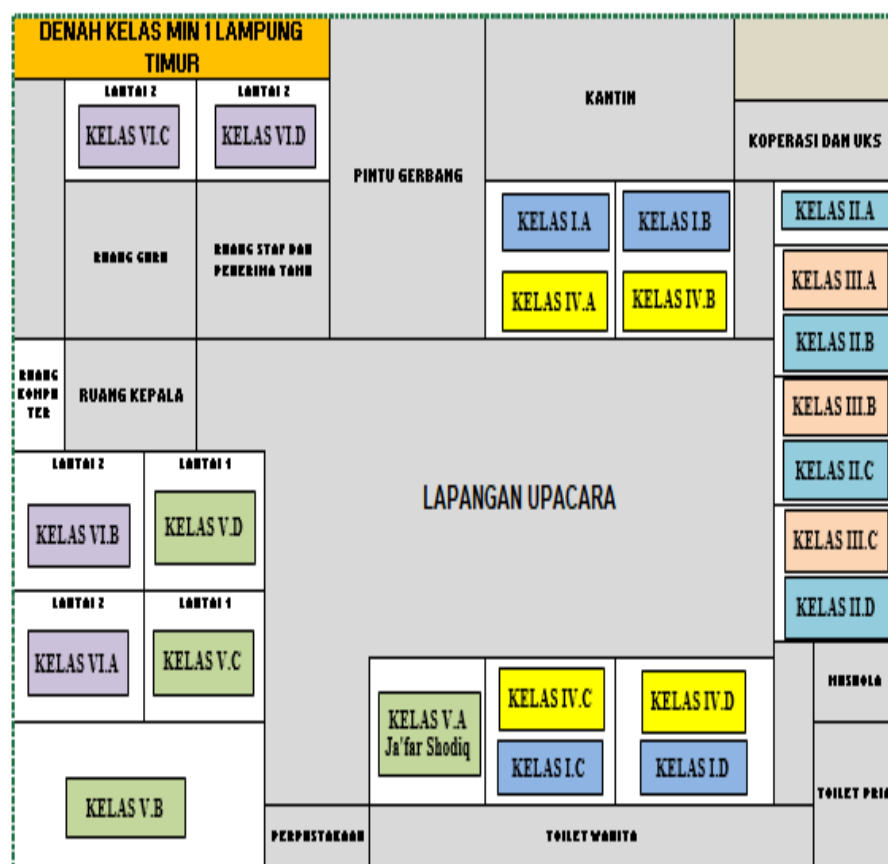 DENAH KELAS MIN 1 LAMPUNG
TIMUR
LANTAI 2
LANTAI 2
KELAS VI.C
KELAS VI.D
PINTU GERBANG
KANTIN
KOPERASI DAN UKS
RUANG GURU
RUANG STAF DAN
PENERIMA TAMU
KELAS I.A
KELAS I.B
KELAS IV.A
KELAS IV.B
KELAS II.A
KELAS III.A
KELAS II.B
KELAS III.B
KELAS II.C
KELAS III.C
KELAS II.D
RUANG
KOMPU
TER
RUANG KEPALA
LAPANGAN UPACARA
LANTAI 2
LANTAI 1
KELAS VI.B
KELAS V.D
LANTAI 2
LANTAI 1
KELAS VI.A
KELAS V.C
KELAS V.B
KELAS V.A
Ja'far Shodiq
KELAS IV.C
KELAS IV.D
KELAS I.C
KELAS I.D
MUSHOLA
TOILET PRIA
PERPUSTAKAAN
TOILET WANITA